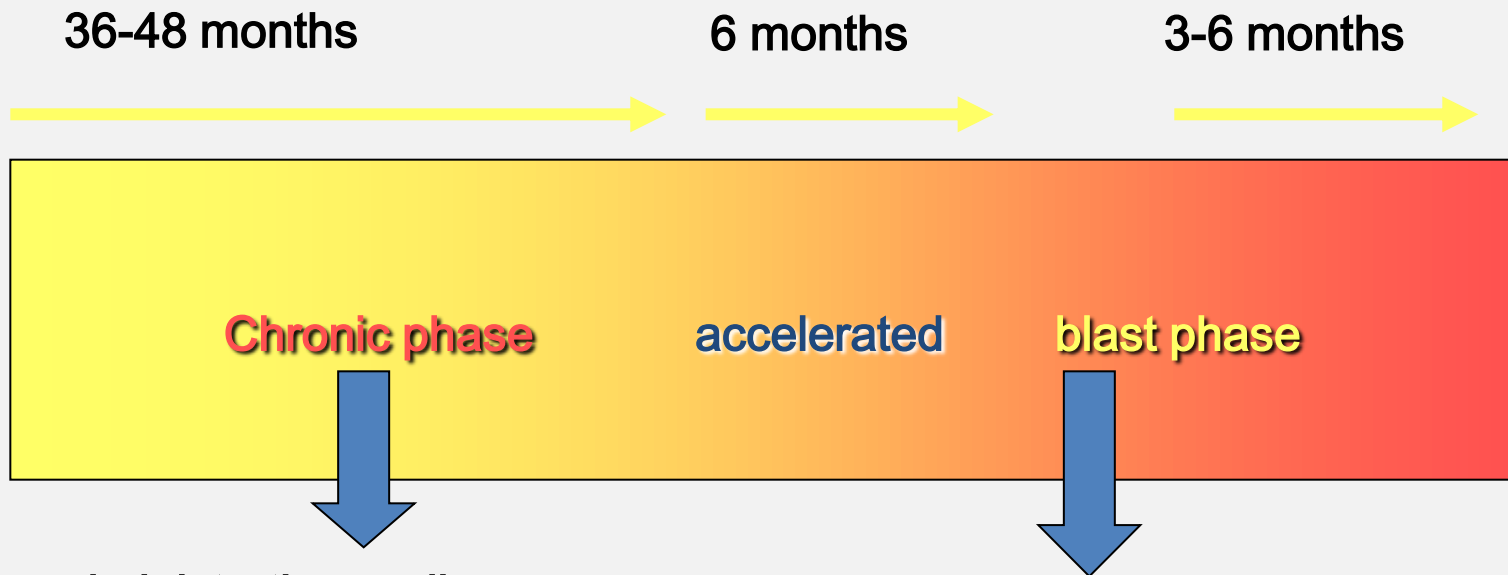 36-48 months 6 months 3-6 months
Chronic phase accelerated blast phase